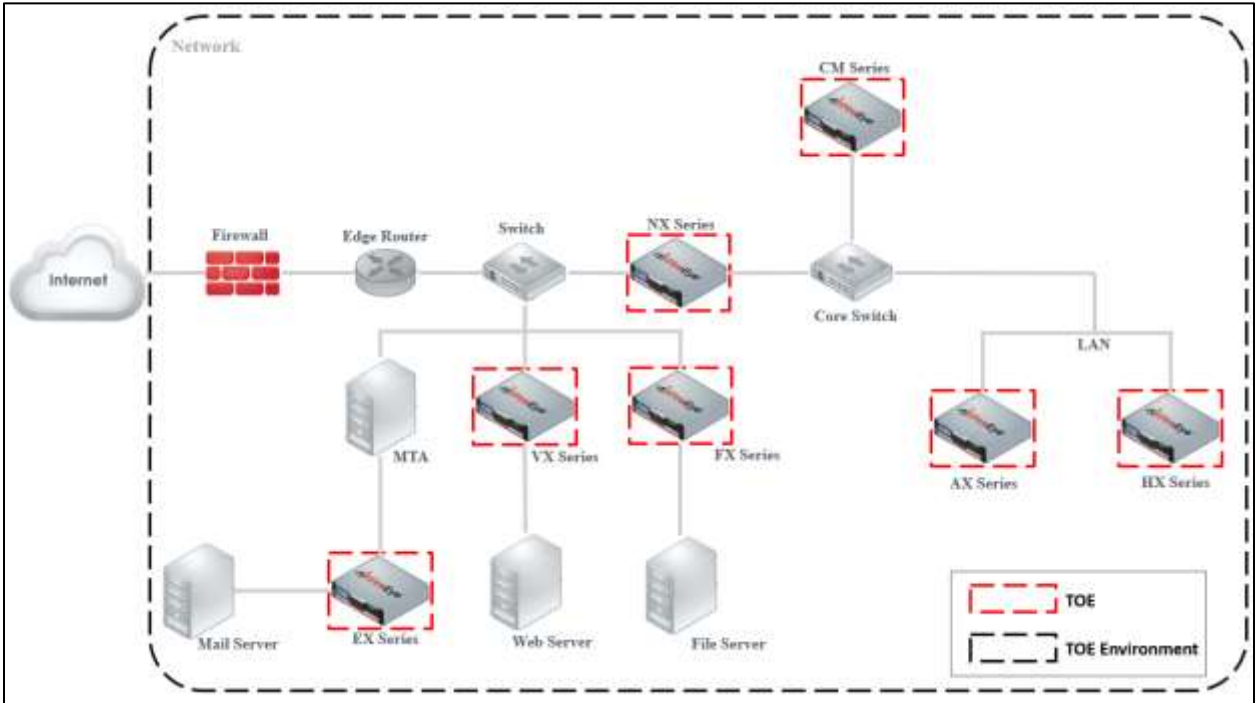 Network
CM Series
Firewall
Edge Router
Switch
NX Series
Internet
Core Switch
LAN
MTA
VX Series
FX Series
AX Series
HX Series
Mail Server
EX Series
Web Server
File Server
TOE
TOE Environment